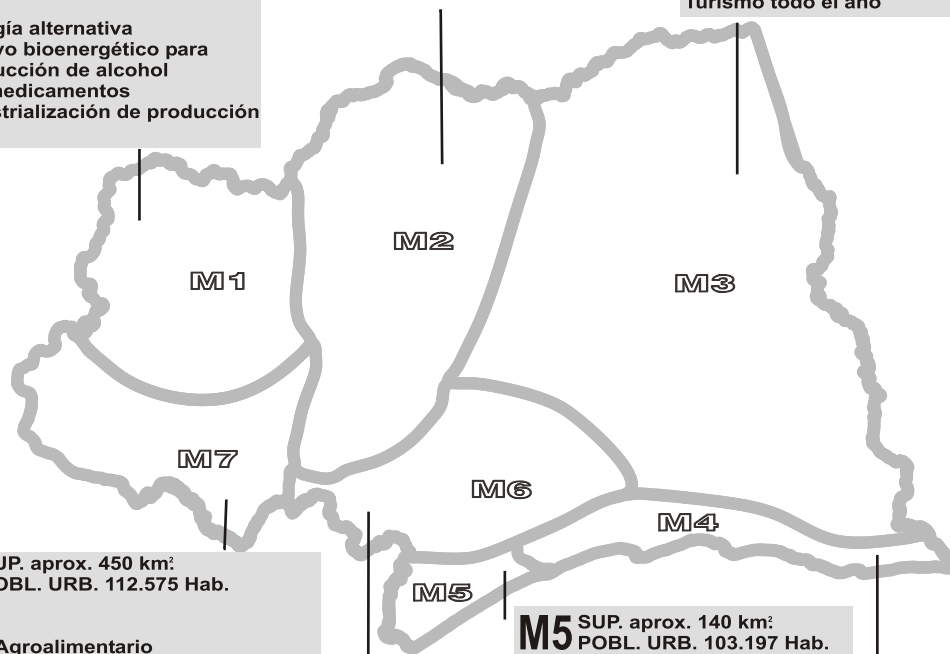 Turismo todo el año
gía alternativa
vo bioenergético para
ucción de alcohol
medicamentos
strialización de producción
M1
M2
M3
M7
M6
M4
M5
UP. aprox. 450 km²
OBL. URB. 112.575 Hab.
Agroalimentario
M5 SUP. aprox. 140 km²
POBL. URB. 103.197 Hab.